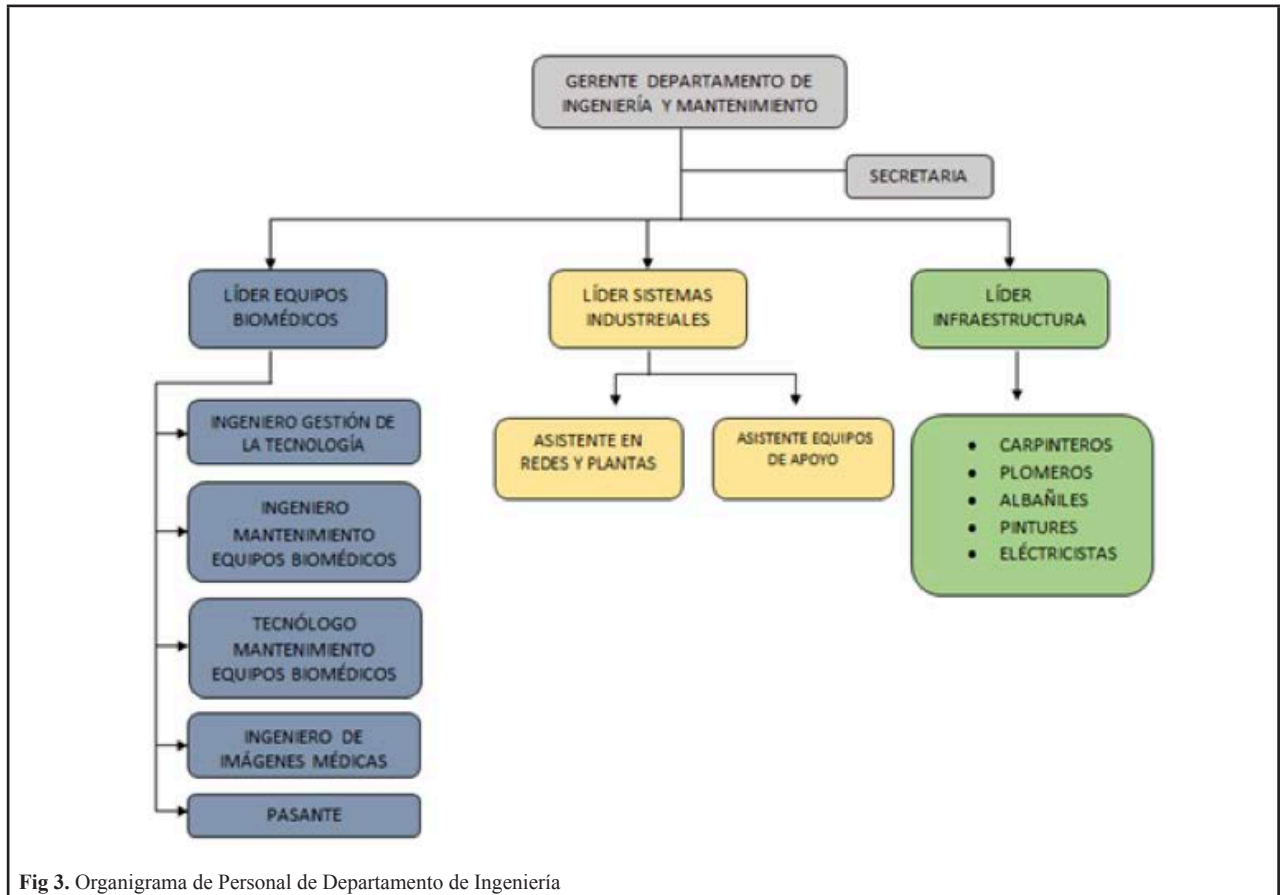 GERENTE DEPARTAMENTO DE
INGENIERÍA Y MANTENIMIENTO
SECRETARIA
LÍDER EQUIPOS
BIOMÉDICOS
LÍDER SISTEMAS
INDUSTREIALES
LÍDER
INFRAESTRUCTURA
INGENIERO GESTIÓN DE
LA TECNOLOGÍA
INGENIERO
MANTENIMIENTO
EQUIPOS BIOMÉDICOS
TECNÓLOGO
MANTENIMIENTO
EQUIPOS BIOMÉDICOS
INGENIERO DE
IMÁGENES MÉDICAS
PASANTE
ASISTENTE EN
REDES Y PLANTAS
ASISTENTE EQUIPOS
DE APOYO
• CARPINTEROS
• PLOMEROS
• ALBAÑILES
• PINTURES
• ELÉCTRICISTAS
Fig 3. Organigrama de Personal de Departamento de Ingeniería